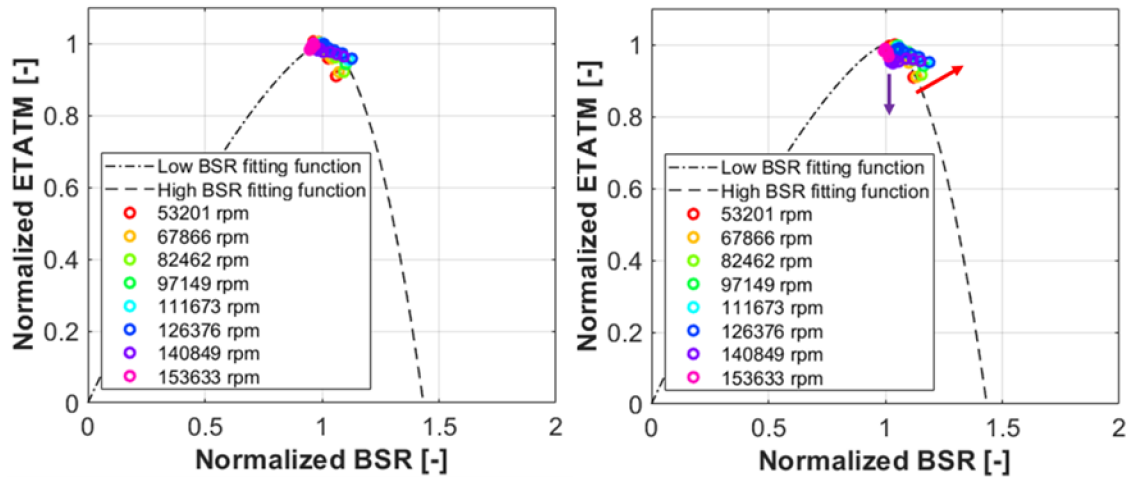 Normalized ETATM [-]
1
0.8
0.6
0.4
0.2
0
Low BSR fitting function
High BSR fitting function
53201 rpm
67866 rpm
82462 rpm
97149 rpm
111673 rpm
126376 rpm
140849 rpm
153633 rpm
0 0.5 1 1.5 2
Normalized BSR [-]
Normalized ETATM [-]
1
0.8
0.6
0.4
0.2
0
Low BSR fitting function
High BSR fitting function
53201 rpm
67866 rpm
82462 rpm
97149 rpm
111673 rpm
126376 rpm
140849 rpm
153633 rpm
0 0.5 1 1.5 2
Normalized BSR [-]